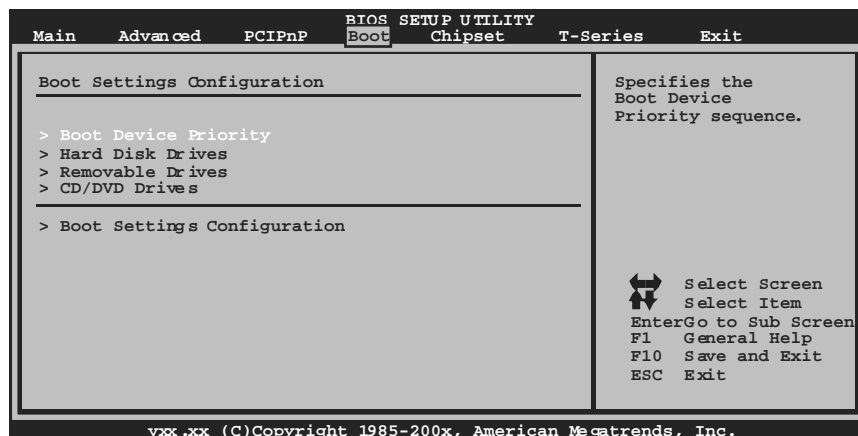 BIOS SETUP UTILITY
Main Advanced PCIPnP Boot Chipset T-Series Exit
Boot Settings Configuration
> Boot Device Priority
> Hard Disk Drives
> Removable Drives
> CD/DVD Drives
> Boot Settings Configuration
Specifies the
Boot Device
Priority sequence.
Select Screen
Select Item
Enter Go to Sub Screen
F1 General Help
F10 Save and Exit
ESC Exit
vxx.xx (C)Copyright 1985-200x, American Megatrends, Inc.